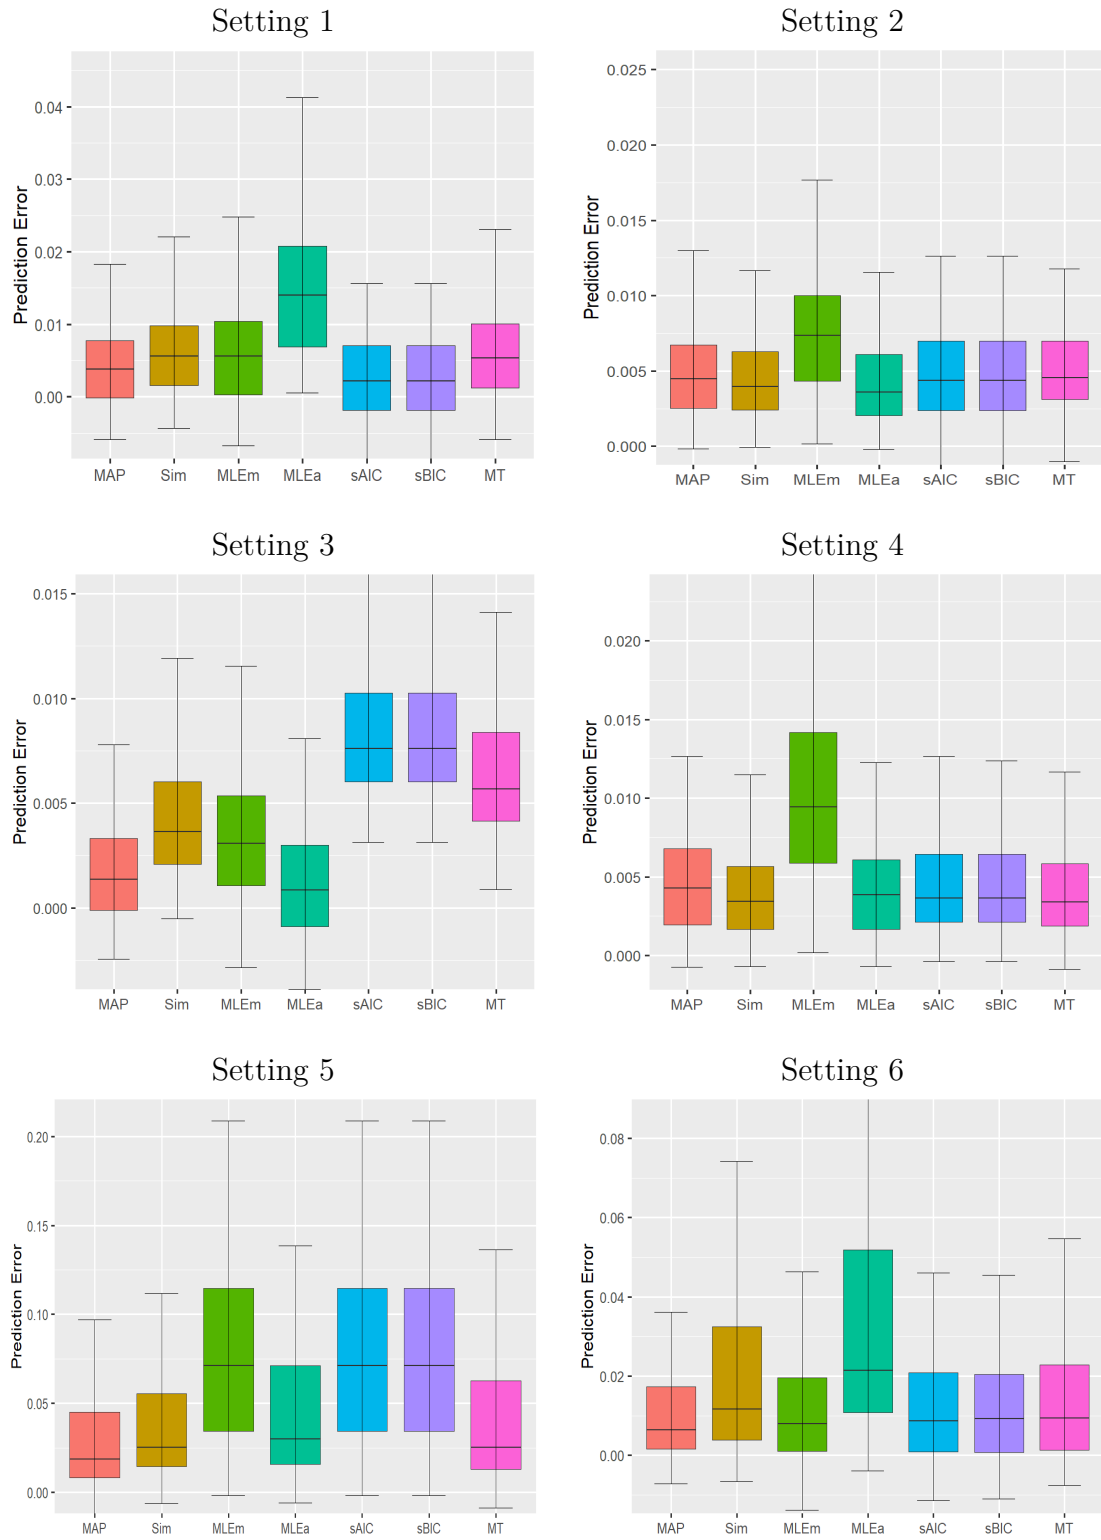 Setting 1
Prediction Error
0.04
0.03
0.02
0.01
0.00
MAP Sim MLEm MLEa sAIC sBIC MT
Setting 2
Prediction Error
0.025
0.020
0.015
0.010
0.005
0.000
MAP Sim MLEm MLEa sAIC sBIC MT
Setting 3
Prediction Error
0.015
0.010
0.005
0.000
MAP Sim MLEm MLEa sAIC sBIC MT
Setting 4
Prediction Error
0.020
0.015
0.010
0.005
0.000
MAP Sim MLEm MLEa sAIC sBIC MT
Setting 5
Prediction Error
0.20
0.15
0.10
0.05
0.00
MAP Sim MLEm MLEa sAIC sBIC MT
Setting 6
Prediction Error
0.08
0.06
0.04
0.02
0.00
MAP Sim MLEm MLEa sAIC sBIC MT